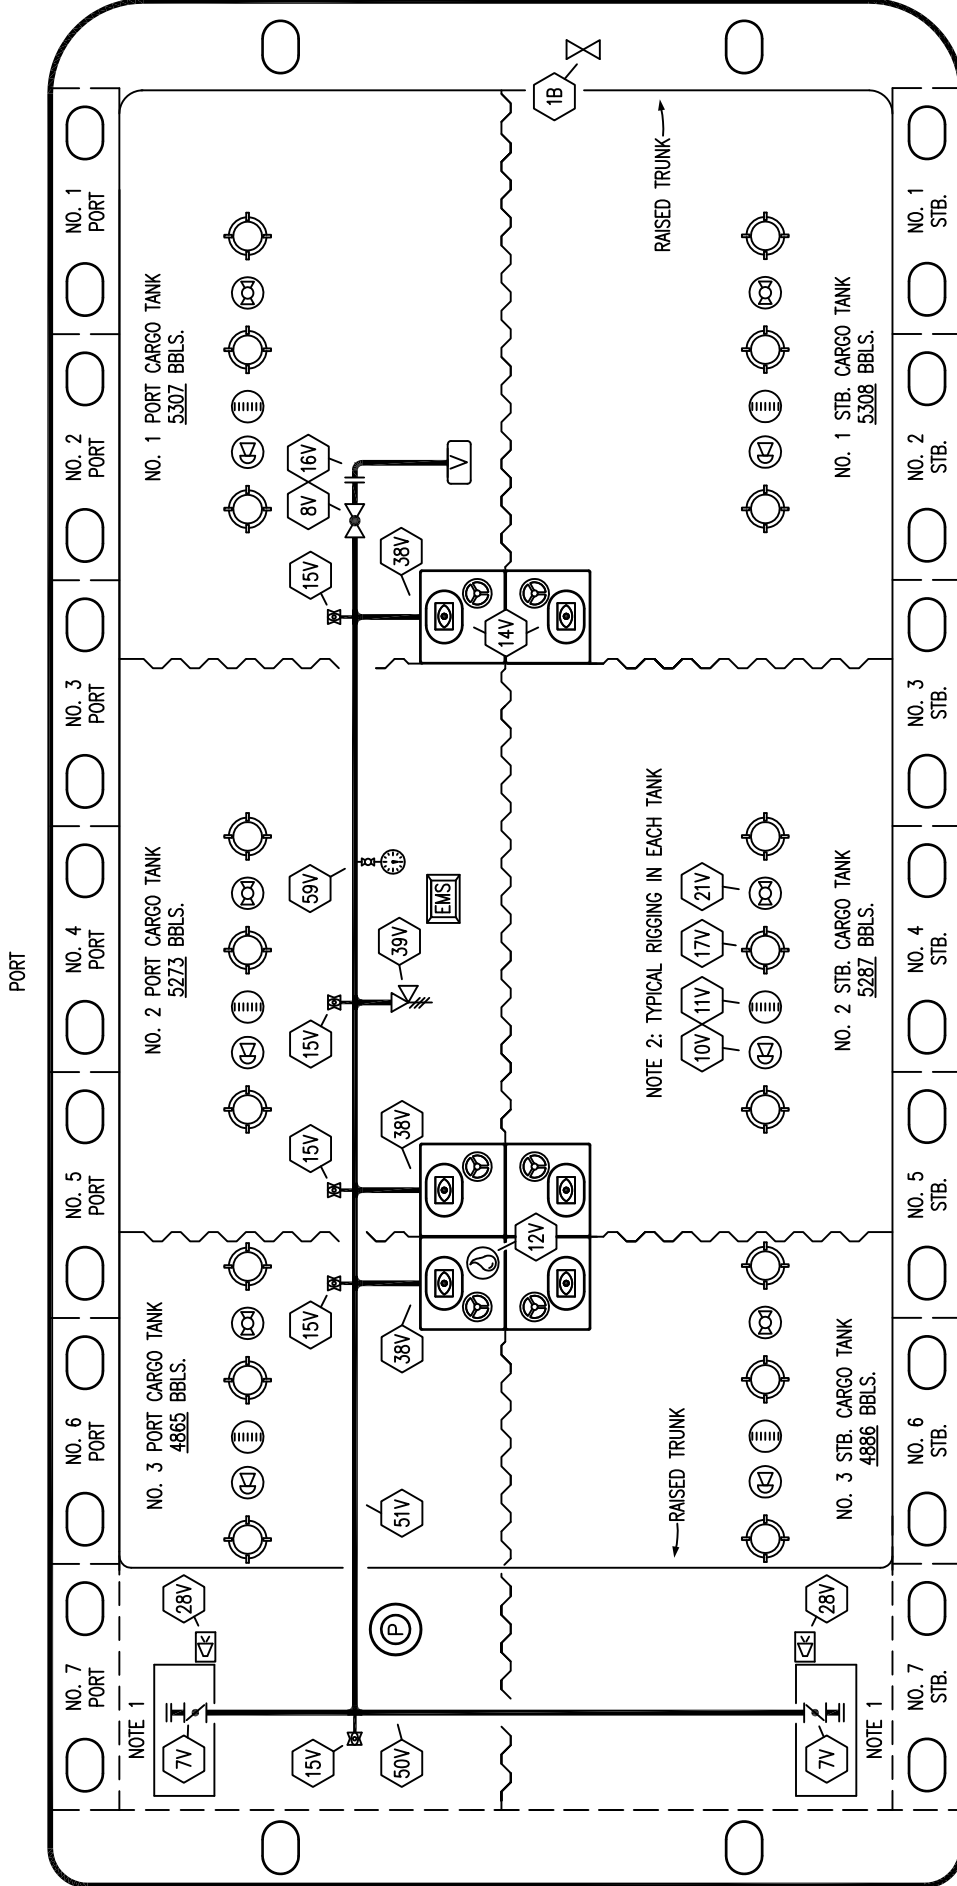 PORT
NO. 7
PORT
NO. 6
PORT
NO. 5
PORT
NO. 4
PORT
NO. 3
PORT
NO. 2
PORT
NO. 1
PORT
NOTE 1
7V
28V
NO. 3 PORT CARGO TANK
4865 BBLS.
NO. 2 PORT CARGO TANK
5273 BBLS.
NO. 1 PORT CARGO TANK
5307 BBLS.
15V
15V
15V
15V
59V
15V
8V
16V
50V
P
51V
38V
38V
39V
38V
EMS
V
12V
14V
1B
RAISED TRUNK
NOTE 2: TYPICAL RIGGING IN EACH TANK
RAISED TRUNK
10V
11V
17V
21V
28V
7V
NOTE 1
NO. 3 STB. CARGO TANK
4886 BBLS.
NO. 2 STB. CARGO TANK
5287 BBLS.
NO. 1 STB. CARGO TANK
5308 BBLS.
NO. 7
STB.
NO. 6
STB.
NO. 5
STB.
NO. 4
STB.
NO. 3
STB.
NO. 2
STB.
NO. 1
STB.